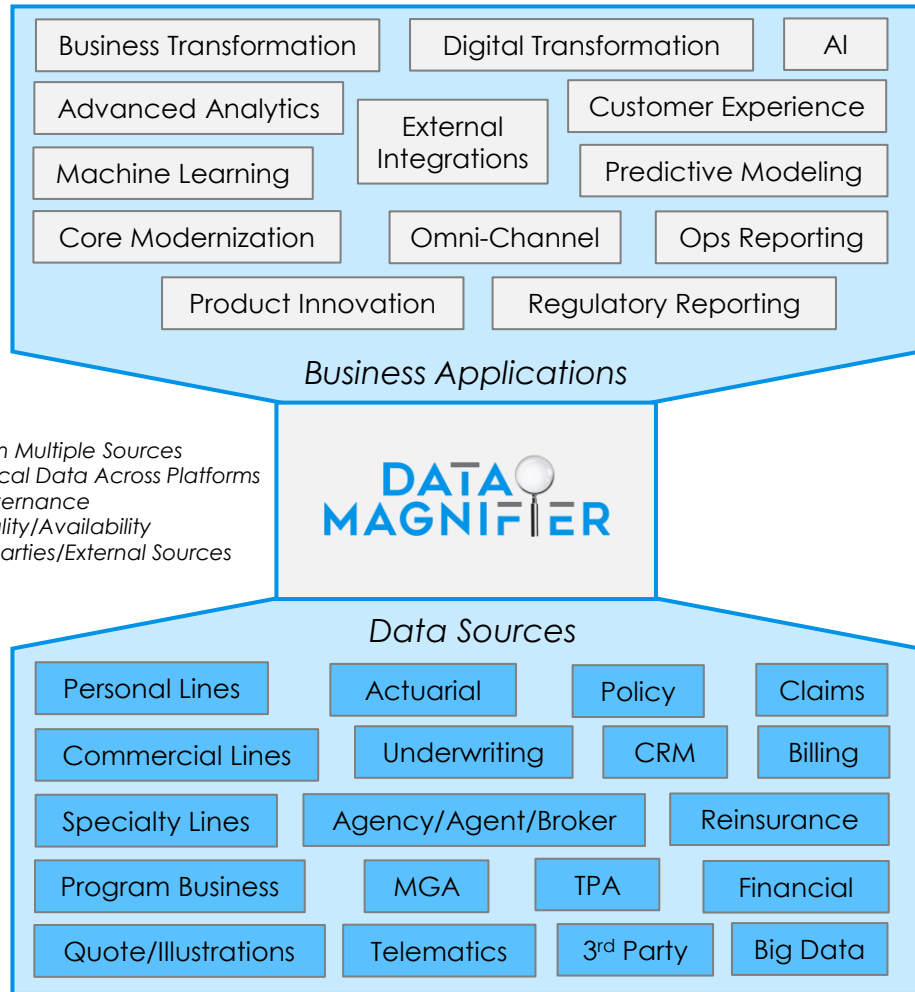 Business Transformation
Digital Transformation
AI
Advanced Analytics
External
Integrations
Customer Experience
Machine Learning
Predictive Modeling
Core Modernization
Omni-Channel
Ops Reporting
Product Innovation
Regulatory Reporting
Business Applications
Multiple Sources
Data Across Platforms
/Availability
/External Sources
DATA
MAGNIFIER
Data Sources
Personal Lines
Actuarial
Policy
Claims
Commercial Lines
Underwriting
CRM
Billing
Specialty Lines
Agency/Agent/Broker
Reinsurance
Program Business
MGA
TPA
Financial
Quote/Illustrations
Telematics
3rd Party
Big Data